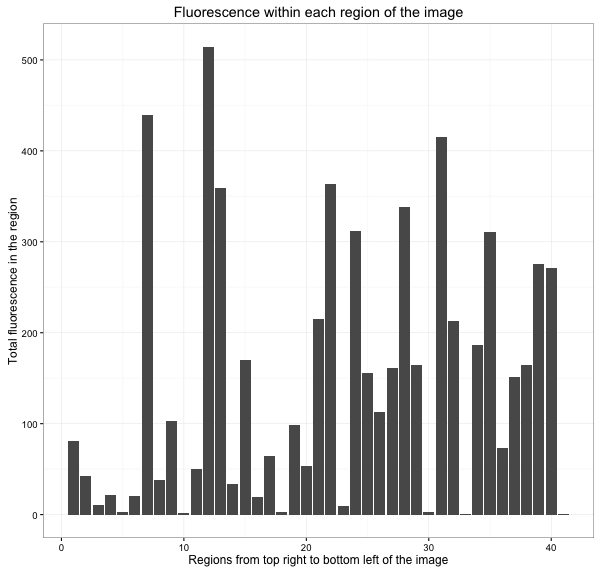 Fluorescence within each region of the image
500
400
300
200
100
0
Total fluorescence in the region
0 10 20 30 40
Regions from top right to bottom left of the image